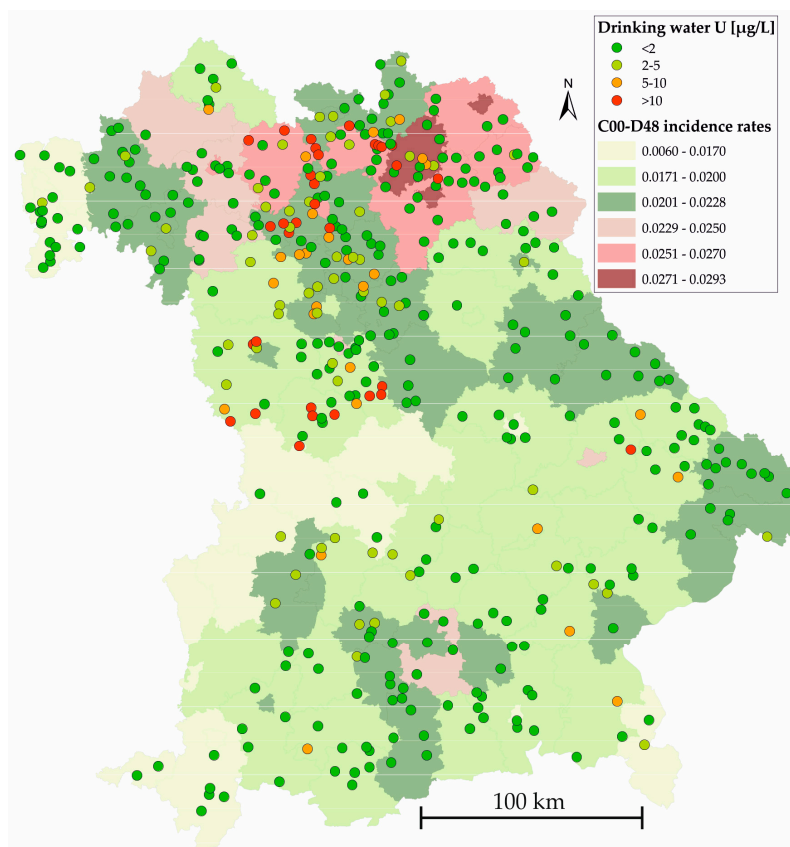 Drinking water U [µg/L]
<2
2-5
5-10
>10
N
C00-D48 incidence rates
0.0060 - 0.0170
0.0171 - 0.0200
0.0201 - 0.0228
0.0229 - 0.0250
0.0251 - 0.0270
0.0271 - 0.0293
100 km